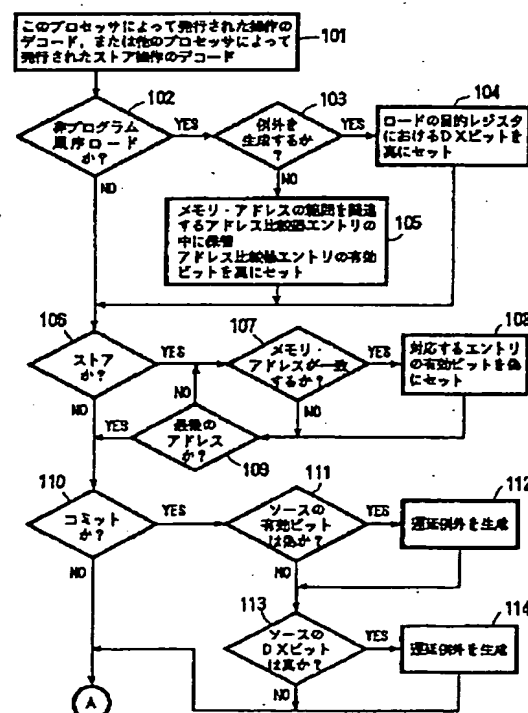 このプロセッサによって発行された操作の
デコード,または他のプロセッサによって
発行されたストア操作のデコード
101
102
103
104
非プログラム
順序ロード
か?
YES
例外を
生成するか
?
YES
ロードの目的レジスタ
におけるDXビットを
真にセット
NO
NO
メモリ・アドレスの範囲を関連
するアドレス比較器エントリの
中に保管
アドレス比較器エントリの有効
ビットを真にセット
105
106
107
108
ストア
か?
YES
メモリ・
アドレスが一致
するか?
YES
対応するエントリ
の有効ビットを偽
にセット
NO
NO
NO
YES
最後の
アドレス
か?
109
110
111
112
コミット
か?
YES
ソースの
有効ビット
は偽か?
YES
遅延例外を生成
NO
NO
113
114
ソースの
DXビット
は真か?
YES
遅延例外を生成
NO
A